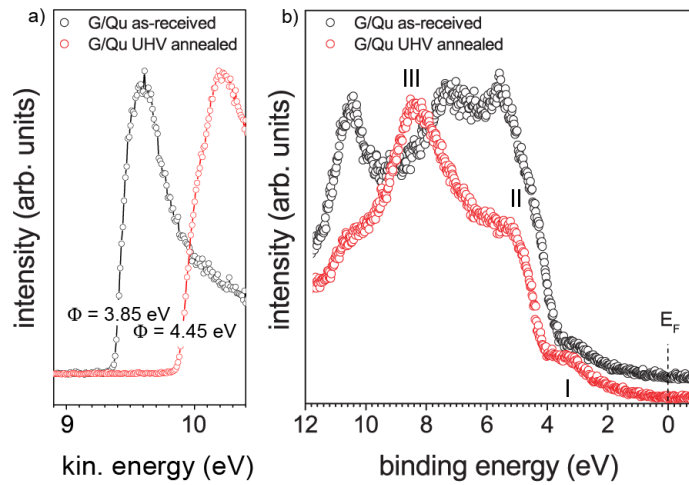 a)
G/Qu as-received
G/Qu UHV annealed
intensity (arb. units)
Φ = 3.85 eV
Φ = 4.45 eV
9
10
kin. energy (eV)
b)
G/Qu as-received
G/Qu UHV annealed
III
II
I
E_F
intensity (arb. units)
12
10
8
6
4
2
0
binding energy (eV)